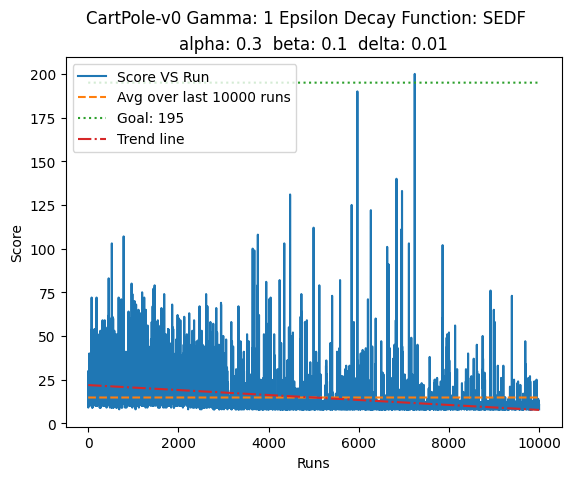 CartPole-v0 Gamma: 1 Epsilon Decay Function: SEDF
alpha: 0.3 beta: 0.1 delta: 0.01
Score VS Run
Avg over last 10000 runs
Goal: 195
Trend line
Score
200
175
150
125
100
75
50
25
0
0 2000 4000 6000 8000 10000
Runs